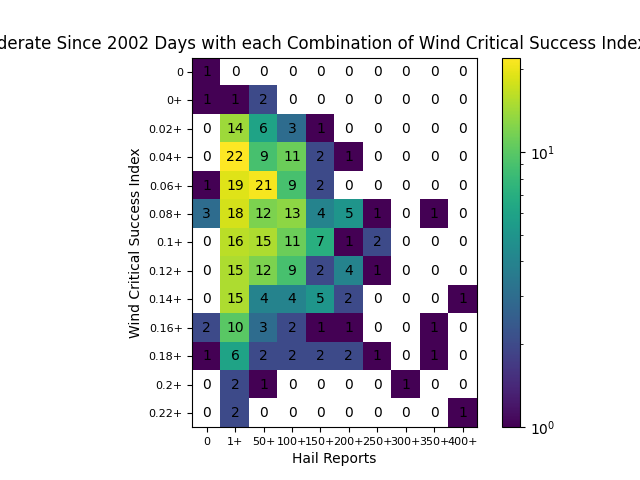 derate Since 2002 Days with each Combination of Wind Critical Success Index
0 1 0 0 0 0 0 0 0 0 0
0+ 1 1 2 0 0 0 0 0 0 0
0.02+ 0 14 6 3 1 0 0 0 0 0
0.04+ 0 22 9 11 2 1 0 0 0 0
0.06+ 1 19 21 9 2 0 0 0 0 0
0.08+ 3 18 12 13 4 5 1 0 1 0
0.1+ 0 16 15 11 7 1 2 0 0 0
0.12+ 0 15 12 9 2 4 1 0 0 0
0.14+ 0 15 4 4 5 2 0 0 0 1
0.16+ 2 10 3 2 1 1 0 0 1 0
0.18+ 1 6 2 2 2 2 1 0 1 0
0.2+ 0 2 1 0 0 0 0 1 0 0
0.22+ 0 2 0 0 0 0 0 0 0 1
0 1+ 50+ 100+ 150+ 200+ 250+ 300+ 350+ 400+
Hail Reports
Wind Critical Success Index
10¹
10⁰